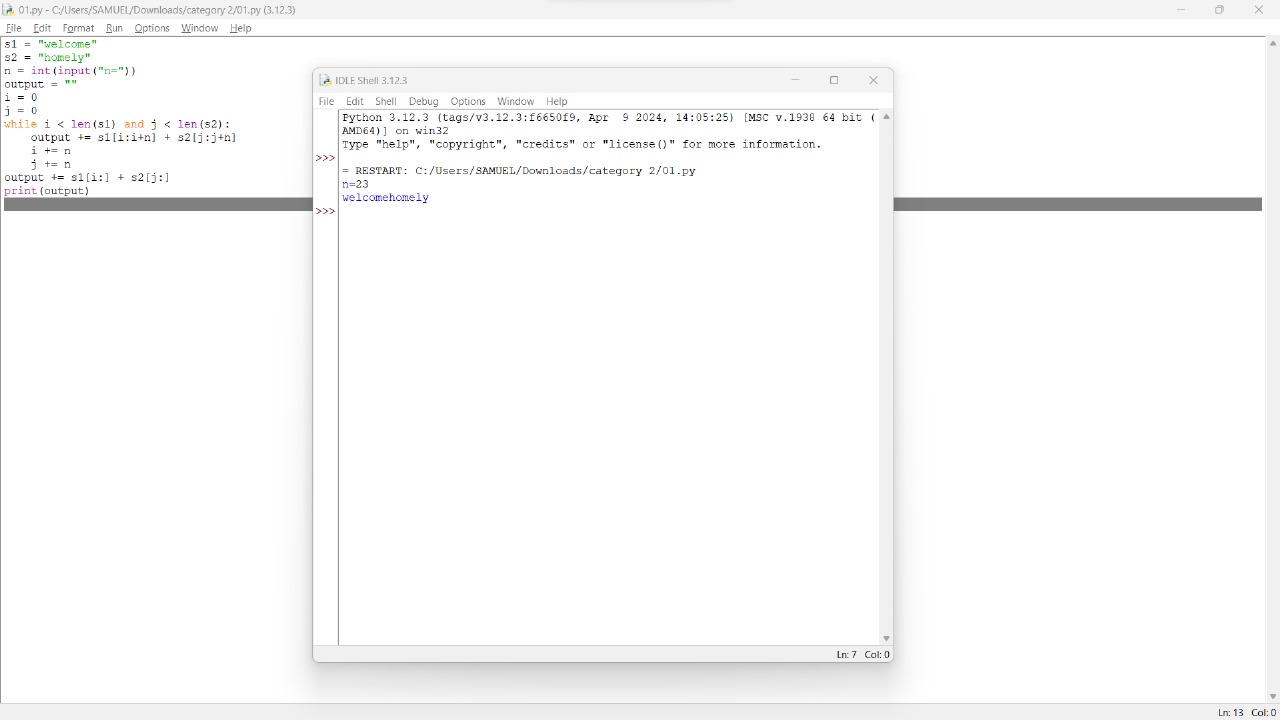 01.py - C:/Users/SAMUEL/Downloads/category 2/01.py (3.12.3)
File Edit Format Run Options Window Help
s1 = "welcome"
s2 = "homely"
n = int(input("n="))
output = ""
i = 0
j = 0
while i < len(s1) and j < len(s2):
    output += s1[i:i+n] + s2[j:j+n]
    i += n
    j += n
output += s1[i:] + s2[j:]
print(output)
IDLE Shell 3.12.3
File Edit Shell Debug Options Window Help
Python 3.12.3 (tags/v3.12.3:f6650f9, Apr  9 2024, 14:05:25) [MSC v.1938 64 bit (
AMD64)] on win32
Type "help", "copyright", "credits" or "license()" for more information.
>>>
= RESTART: C:/Users/SAMUEL/Downloads/category 2/01.py
n=23
welcomehomely
>>>
Ln: 7 Col: 0
Ln: 13 Col: 0